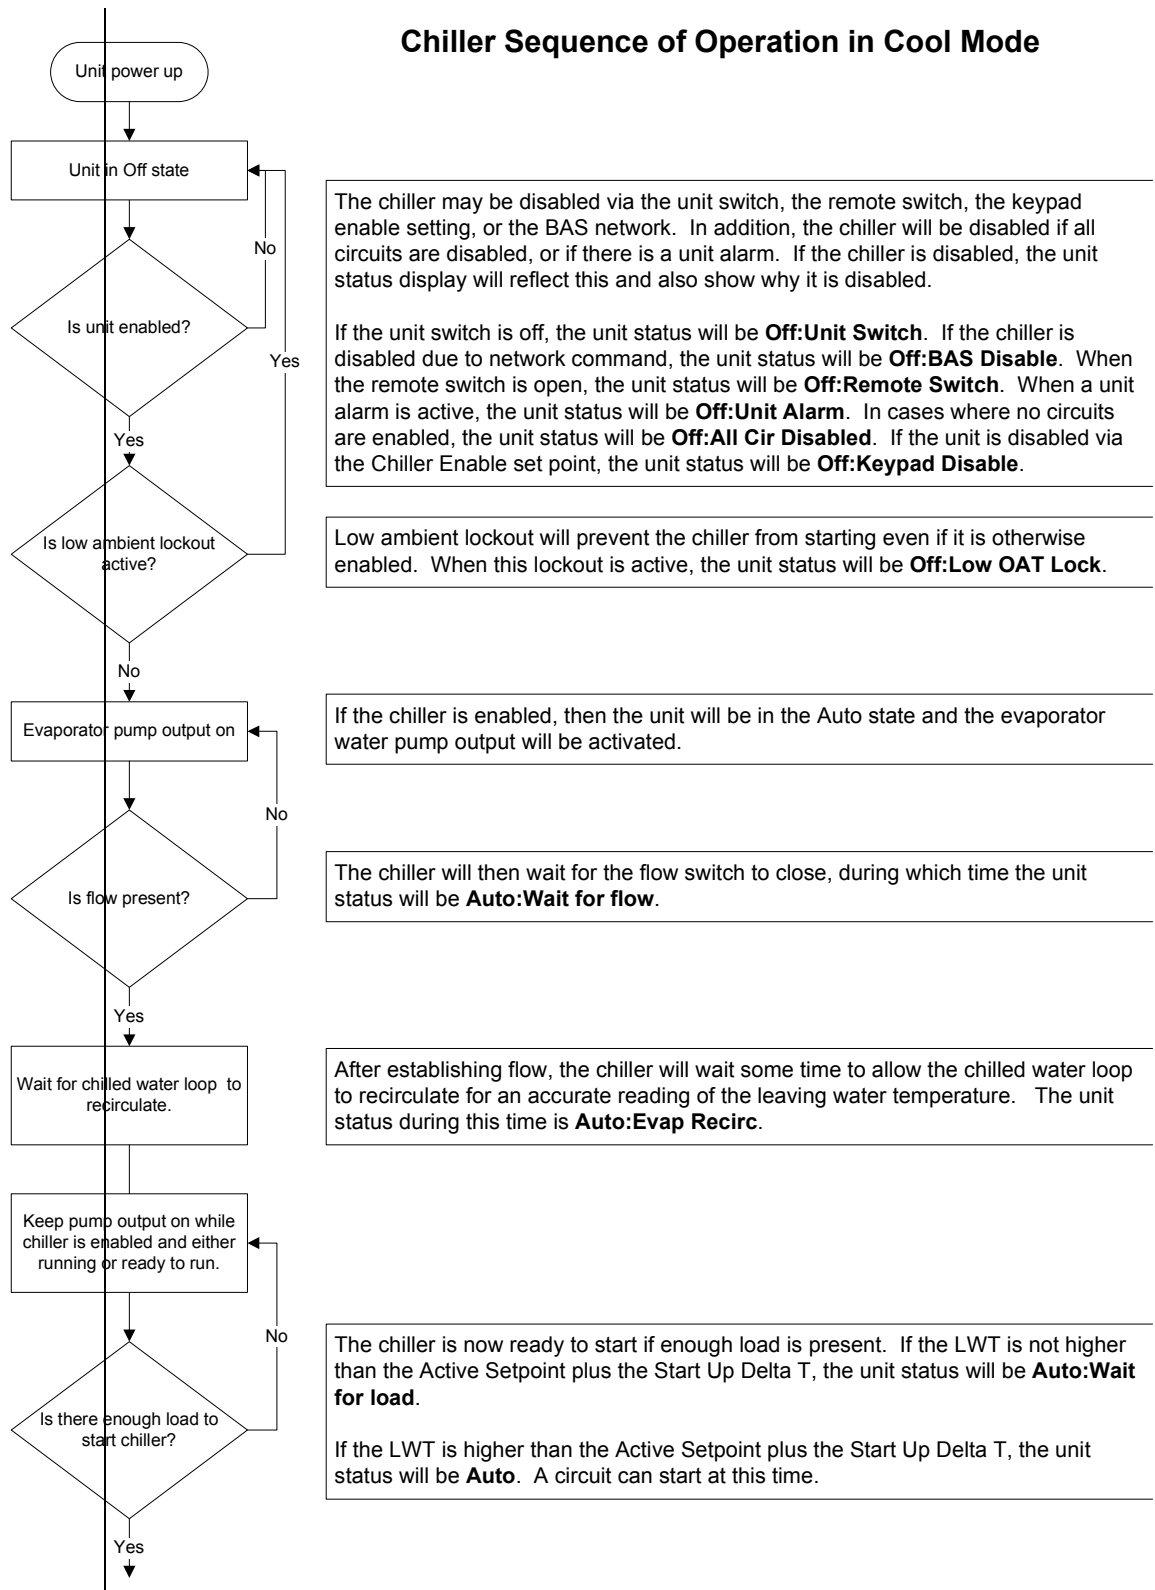 Chiller Sequence of Operation in Cool Mode
Unit power up
Unit in Off state
The chiller may be disabled via the unit switch, the remote switch, the keypad
enable setting, or the BAS network.  In addition, the chiller will be disabled if all
circuits are disabled, or if there is a unit alarm.  If the chiller is disabled, the unit
status display will reflect this and also show why it is disabled.
If the unit switch is off, the unit status will be Off:Unit Switch.  If the chiller is
disabled due to network command, the unit status will be Off:BAS Disable.  When
the remote switch is open, the unit status will be Off:Remote Switch.  When a unit
alarm is active, the unit status will be Off:Unit Alarm.  In cases where no circuits
are enabled, the unit status will be Off:All Cir Disabled.  If the unit is disabled via
the Chiller Enable set point, the unit status will be Off:Keypad Disable.
No
Is unit enabled?
Yes
Yes
Is low ambient lockout
active?
Low ambient lockout will prevent the chiller from starting even if it is otherwise
enabled.  When this lockout is active, the unit status will be Off:Low OAT Lock.
No
Evaporator pump output on
If the chiller is enabled, then the unit will be in the Auto state and the evaporator
water pump output will be activated.
No
Is flow present?
The chiller will then wait for the flow switch to close, during which time the unit
status will be Auto:Wait for flow.
Yes
Wait for chilled water loop  to
recirculate.
After establishing flow, the chiller will wait some time to allow the chilled water loop
to recirculate for an accurate reading of the leaving water temperature.   The unit
status during this time is Auto:Evap Recirc.
Keep pump output on while
chiller is enabled and either
running or ready to run.
No
Is there enough load to
start chiller?
The chiller is now ready to start if enough load is present.  If the LWT is not higher
than the Active Setpoint plus the Start Up Delta T, the unit status will be Auto:Wait
for load.
If the LWT is higher than the Active Setpoint plus the Start Up Delta T, the unit
status will be Auto.  A circuit can start at this time.
Yes